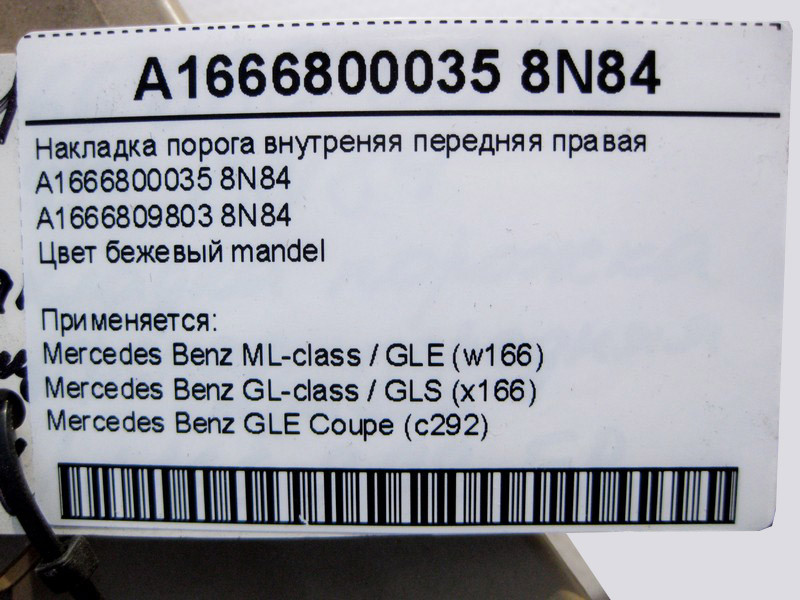 A1666800035 8N84
Накладка порога внутреняя передняя правая
A1666800035 8N84
A1666809803 8N84
Цвет бежевый mandel
Применяется:
Mercedes Benz ML-class / GLE (w166)
Mercedes Benz GL-class / GLS (x166)
Mercedes Benz GLE Coupe (c292)